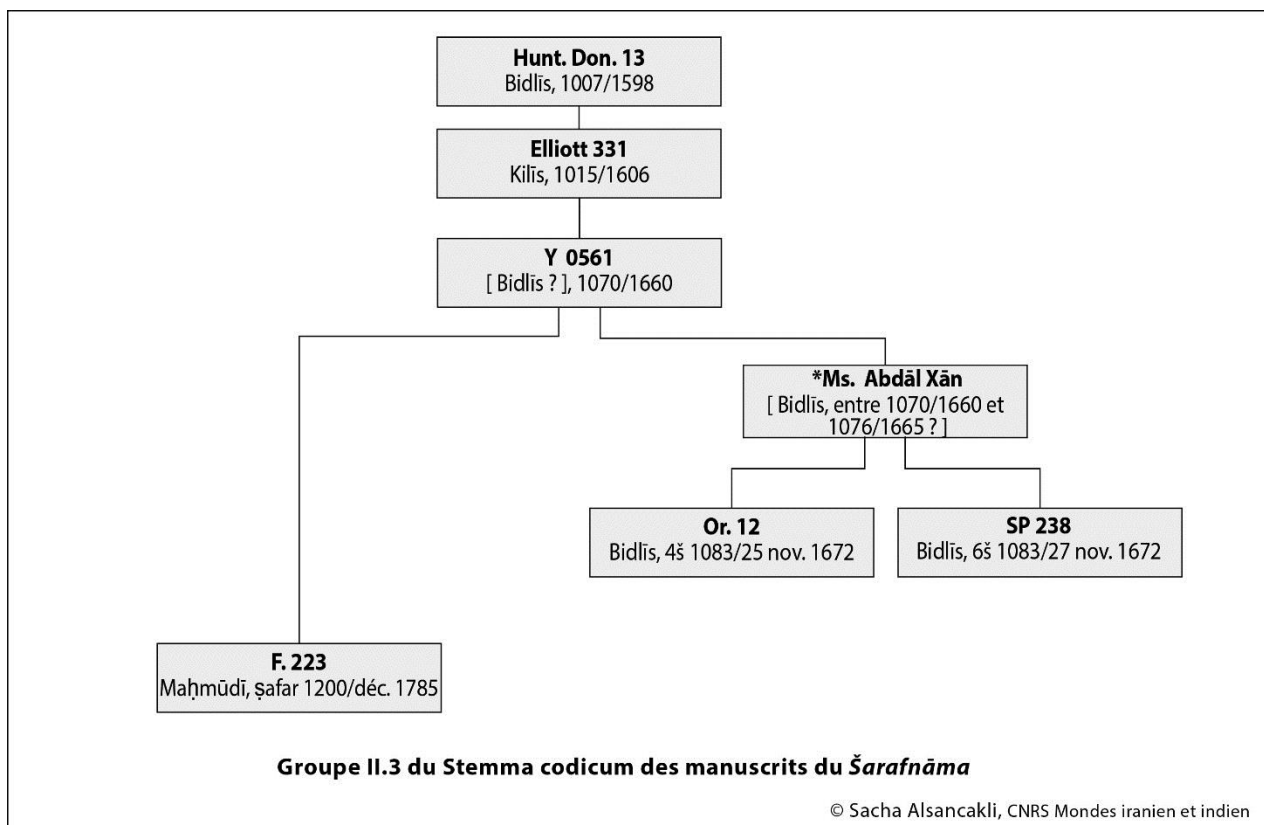 Hunt. Don. 13
Bidlīs, 1007/1598
Elliott 331
Kilīs, 1015/1606
Y 0561
[ Bidlīs ? ], 1070/1660
*Ms. Abdāl Xān
[ Bidlīs, entre 1070/1660 et
1076/1665 ? ]
Or. 12
Bidlīs, 4š 1083/25 nov. 1672
SP 238
Bidlīs, 6š 1083/27 nov. 1672
F. 223
Maḥmūdī, ṣafar 1200/déc. 1785
Groupe II.3 du Stemma codicum des manuscrits du Šarafnāma
© Sacha Alsancakli, CNRS Mondes iranien et indien